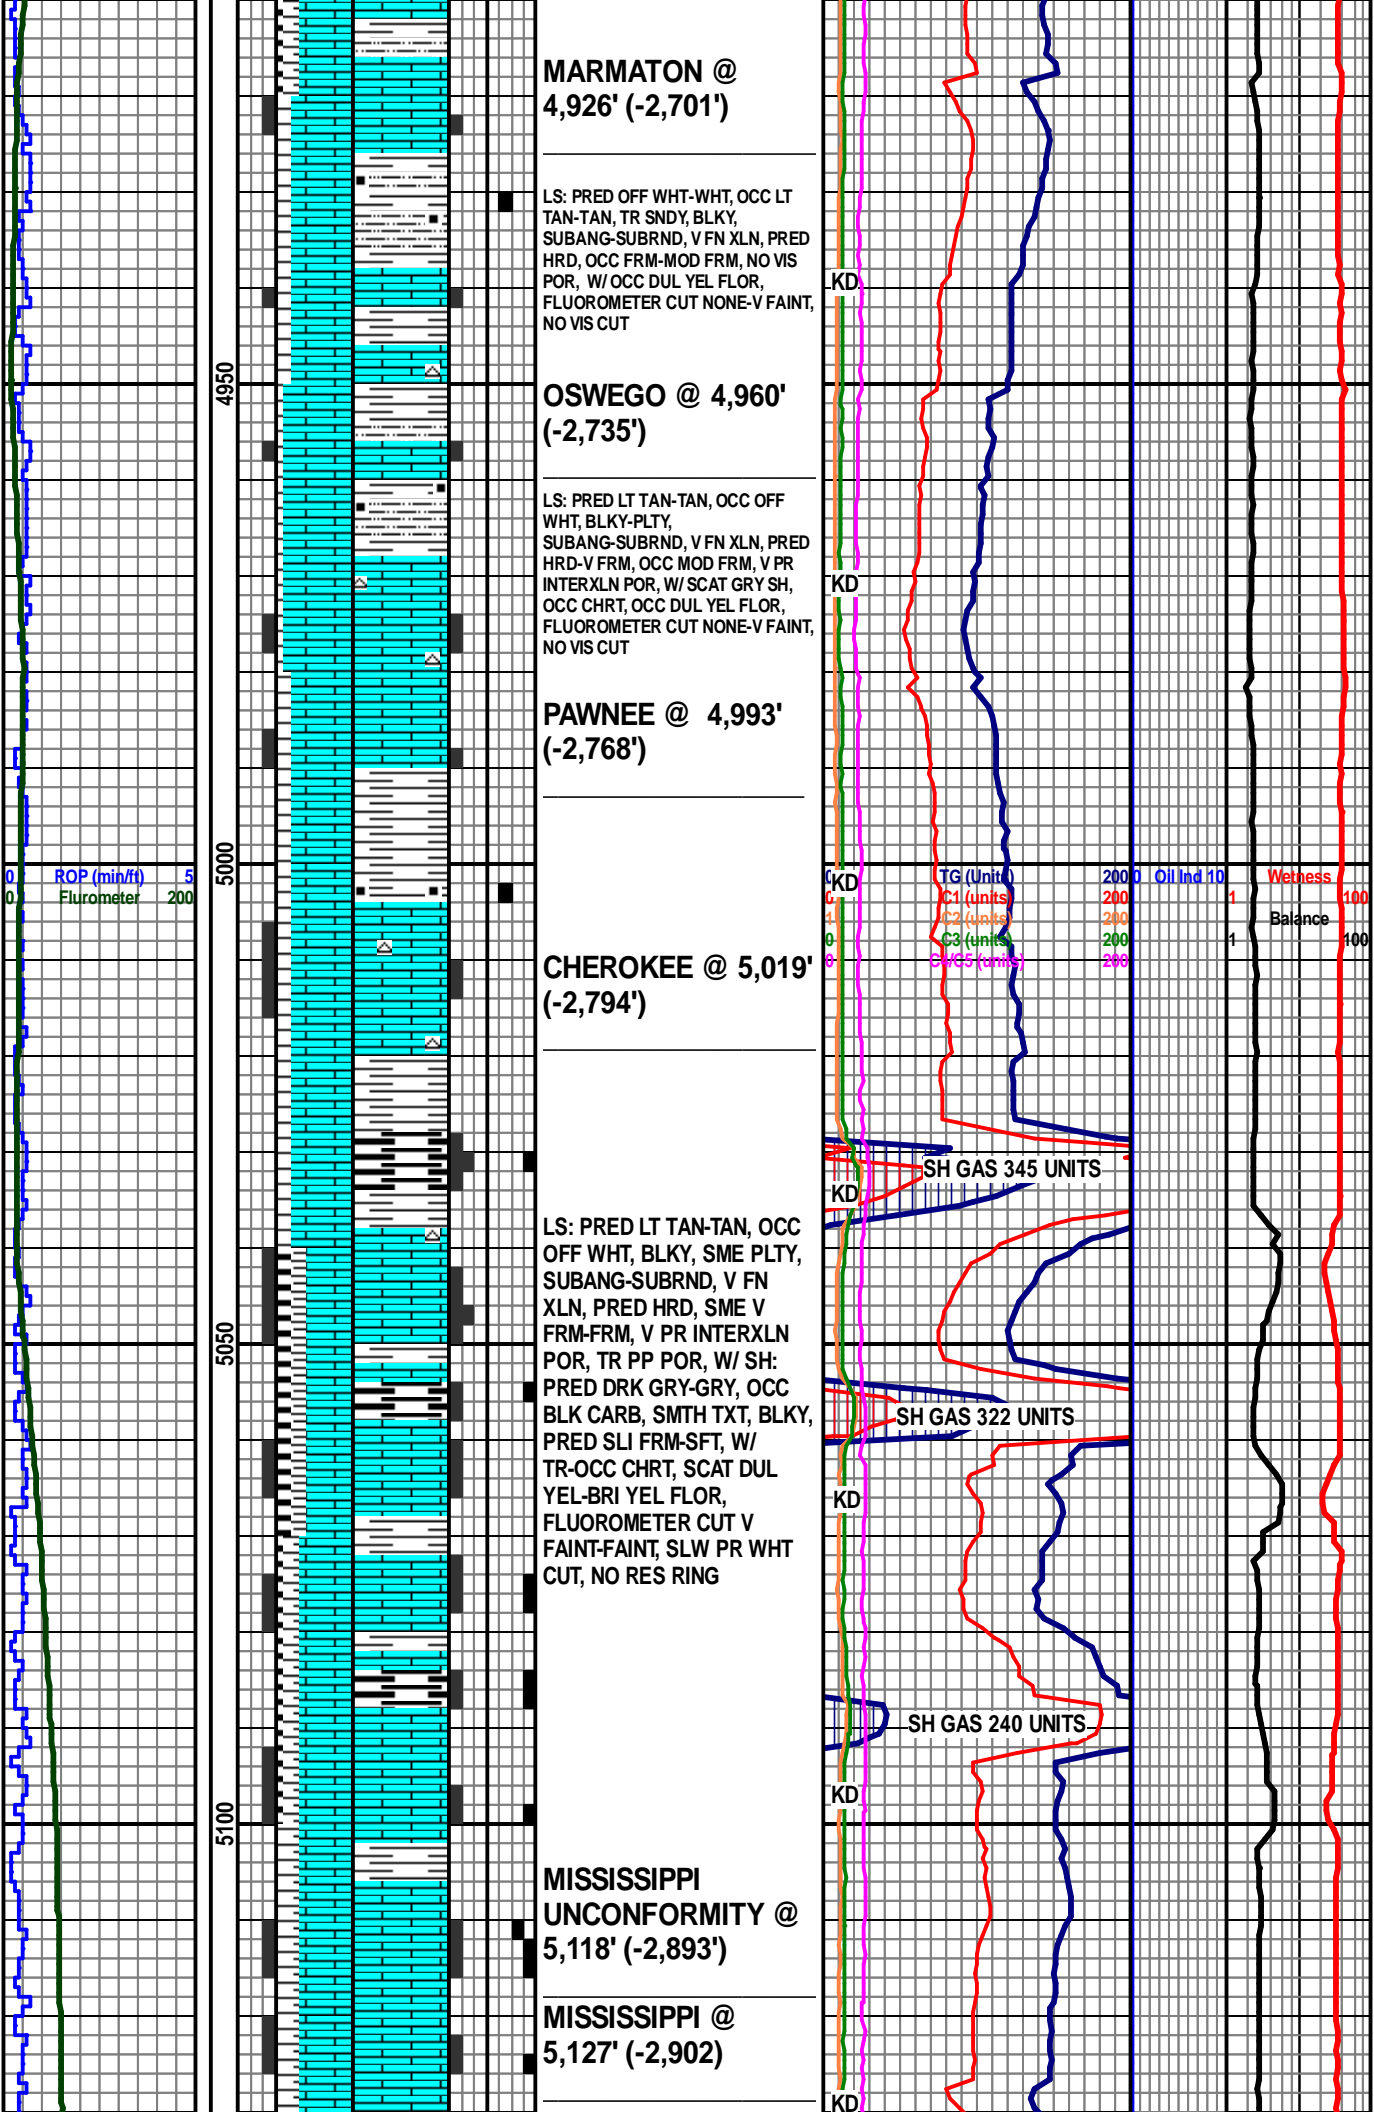 MARMATON @
4,926' (-2,701')
LS: PRED OFF WHT-WHT, OCC LT
TAN-TAN, TR SNDY, BLKY,
SUBANG-SUBRND, V FN XLN, PRED
HRD, OCC FRM-MOD FRM, NO VIS
POR, W/ OCC DUL YEL FLOR,
FLUOROMETER CUT NONE-V FAINT,
NO VIS CUT
KD
4950
OSWEGO @ 4,960'
(-2,735')
LS: PRED LT TAN-TAN, OCC OFF
WHT, BLKY-PLTY,
SUBANG-SUBRND, V FN XLN, PRED
HRD-V FRM, OCC MOD FRM, V PR
INTERXLN POR, W/ SCAT GRY SH,
OCC CHRT, OCC DUL YEL FLOR,
FLUOROMETER CUT NONE-V FAINT,
NO VIS CUT
KD
PAWNEE @ 4,993'
(-2,768')
5000
0 ROP (min/ft) 5
0 Flurometer 200
KD
TG (Units) 200
C1 (units) 200
C2 (units) 200
0 C3 (units) 200
0 C4/C5 (units) 200
0 Oil Ind 10
Wetness
1 100
Balance
1 100
CHEROKEE @ 5,019'
(-2,794')
SH GAS 345 UNITS
KD
LS: PRED LT TAN-TAN, OCC
OFF WHT, BLKY, SME PLTY,
SUBANG-SUBRND, V FN
XLN, PRED HRD, SME V
FRM-FRM, V PR INTERXLN
POR, TR PP POR, W/ SH:
PRED DRK GRY-GRY, OCC
BLK CARB, SMTH TXT, BLKY,
PRED SLI FRM-SFT, W/
TR-OCC CHRT, SCAT DUL
YEL-BRI YEL FLOR,
FLUOROMETER CUT V
FAINT-FAINT, SLW PR WHT
CUT, NO RES RING
5050
SH GAS 322 UNITS
KD
SH GAS 240 UNITS
KD
5100
MISSISSIPPI
UNCONFORMITY @
5,118' (-2,893')
MISSISSIPPI @
5,127' (-2,902)
KD